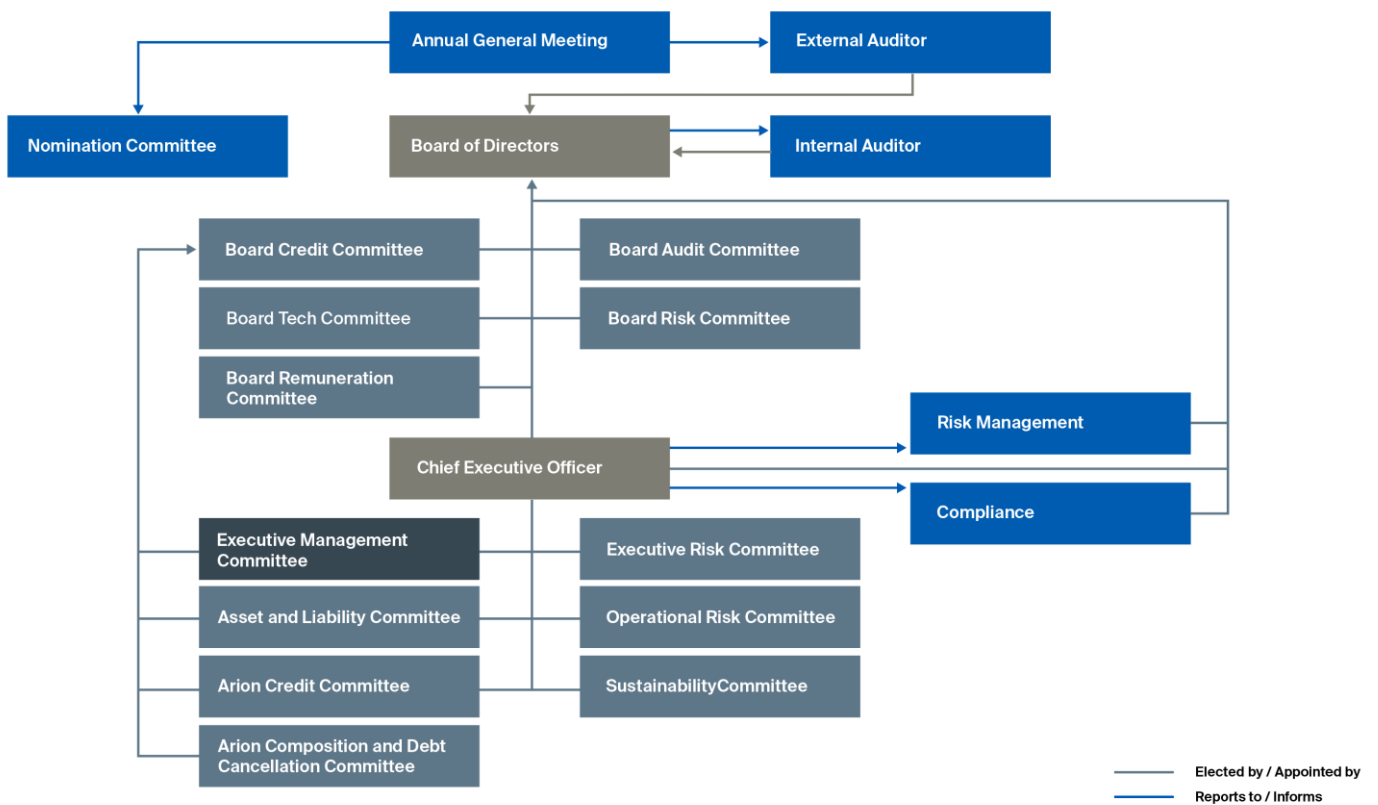 Annual General Meeting
External Auditor
Nomination Committee
Board of Directors
Internal Auditor
Board Credit Committee
Board Audit Committee
Board Tech Committee
Board Risk Committee
Board Remuneration
Committee
Risk Management
Chief Executive Officer
Compliance
Executive Management
Committee
Executive Risk Committee
Asset and Liability Committee
Operational Risk Committee
Arion Credit Committee
SustainabilityCommittee
Arion Composition and Debt
Cancellation Committee
Elected by / Appointed by
Reports to / Informs